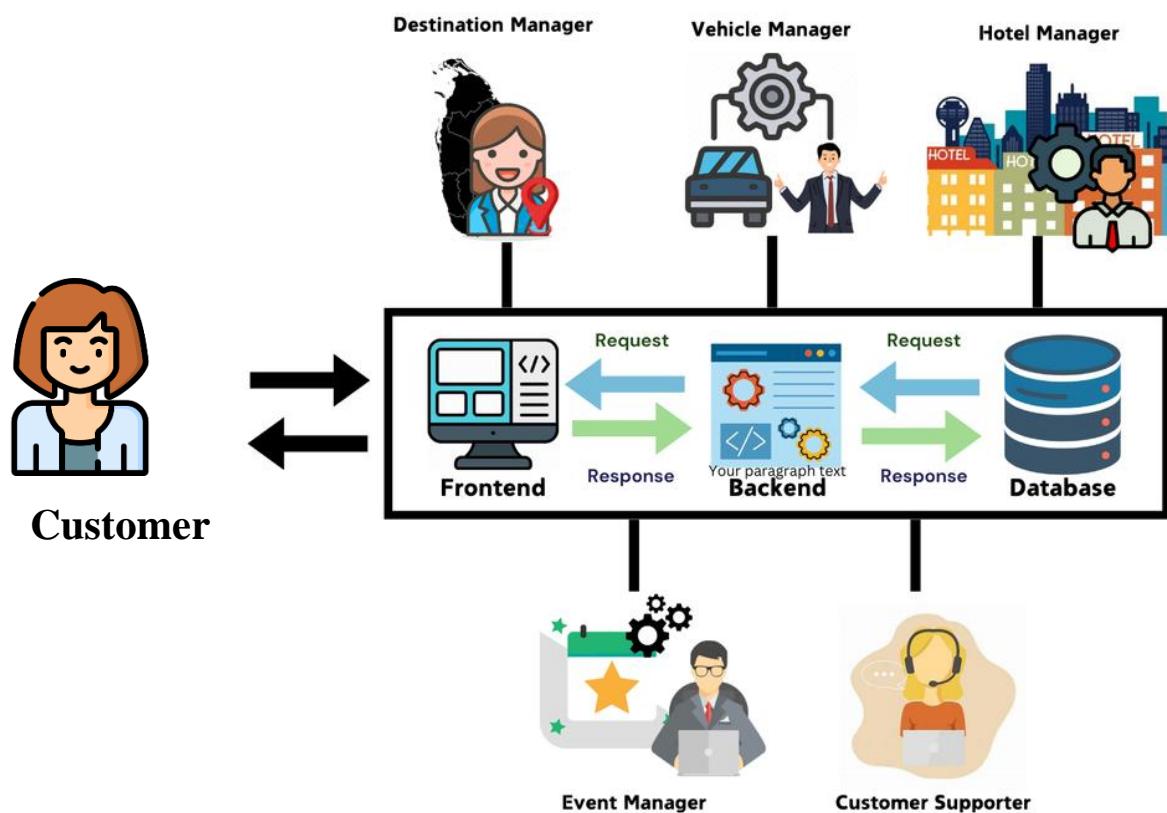 Destination Manager
Vehicle Manager
Hotel Manager
HOTEL
HOTEL
Request
Request
</>
</>
Your paragraph text
Response
Response
Frontend
Backend
Database
Customer
Event Manager
Customer Supporter